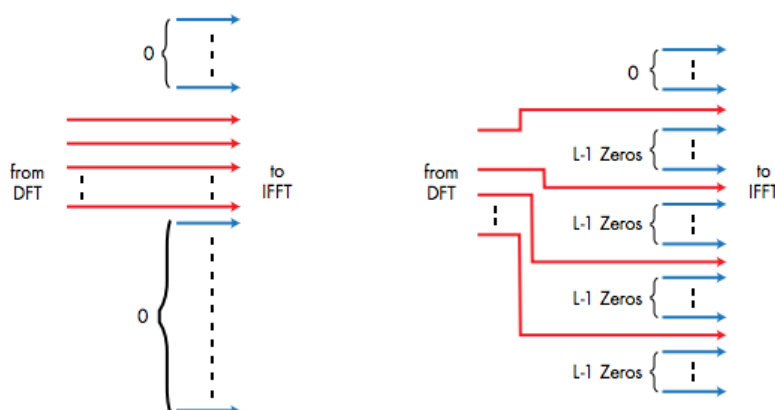 0
from
DFT
to
IFFT
0
0
L-1 Zeros
from
DFT
to
IFFT
L-1 Zeros
L-1 Zeros
L-1 Zeros